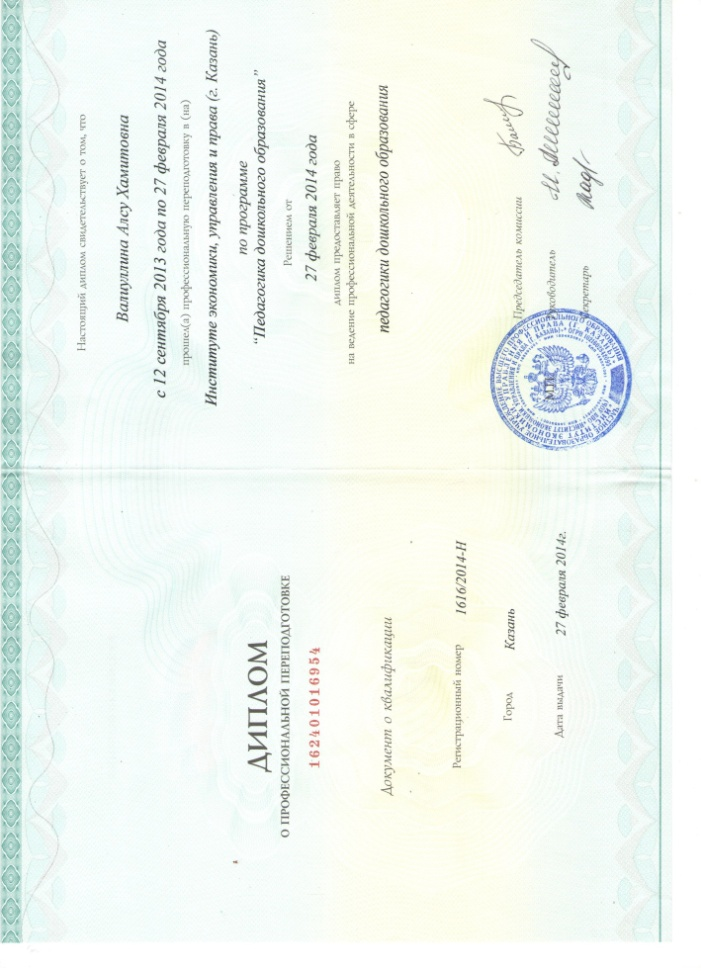 ДИПЛОМ
О ПРОФЕССИОНАЛЬНОЙ ПЕРЕПОДГОТОВКЕ
162401016954
Документ о квалификации
Регистрационный номер 1616/2014-Н
Город Казань
Дата выдачи 27 февраля 2014г.
Настоящий диплом свидетельствует о том, что
Валиуллина Алсу Хамитовна
с 12 сентября 2013 года по 27 февраля 2014 года
прошел(а) профессиональную переподготовку в (на)
Институте экономики, управления и права (г. Казань)
по программе
“Педагогика дошкольного образования”
Решением от
27 февраля 2014 года
диплом предоставляет право
на ведение профессиональной деятельности в сфере
педагогики дошкольного образования
Председатель комиссии
Руководитель
Секретарь
МП